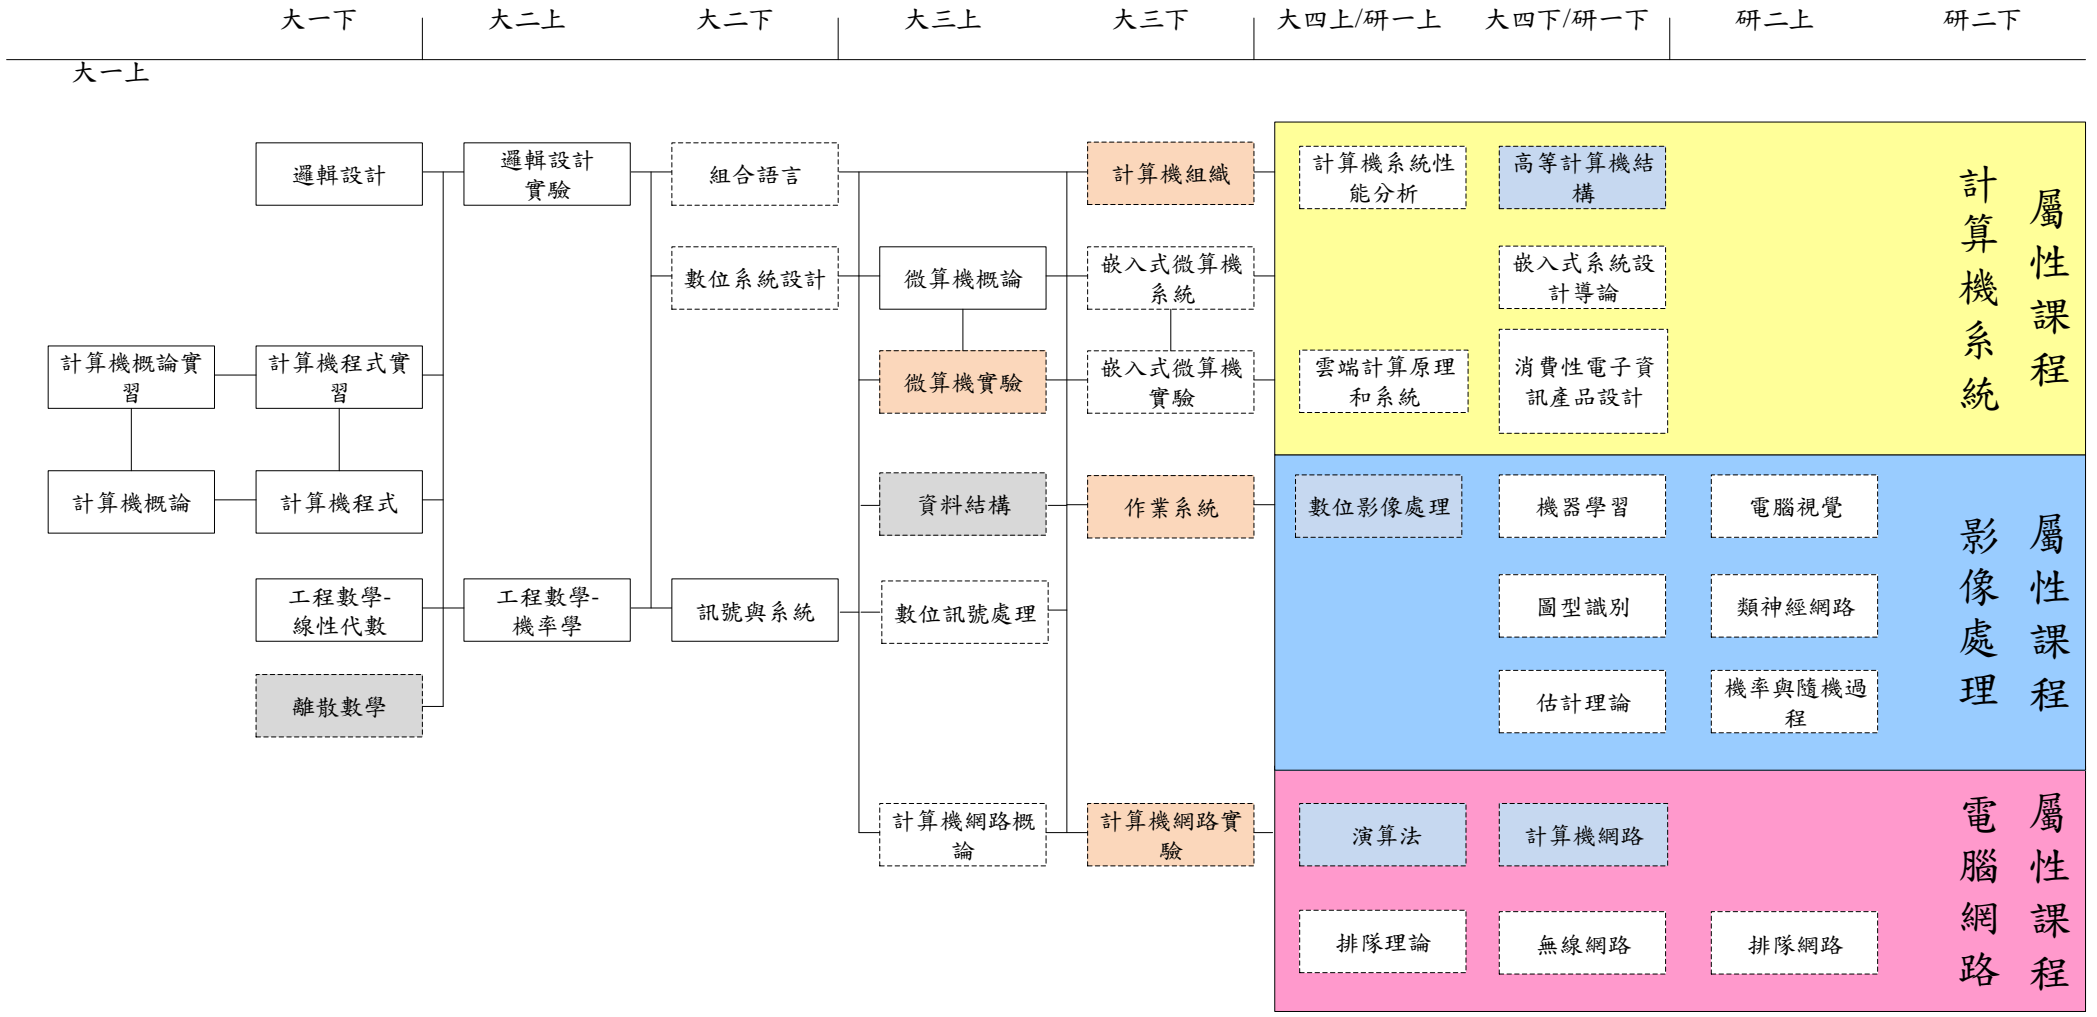 大一下
大二上
大二下
大三上
大三下
大四上/研一上
大四下/研一下
研二上
研二下
大一上
邏輯設計
邏輯設計
實驗
組合語言
計算機組織
計算機系統性
能分析
高等計算機結
構
數位系統設計
微算機概論
嵌入式微算機
系統
嵌入式系統設
計導論
計算機概論實
習
計算機程式實
習
微算機實驗
嵌入式微算機
實驗
雲端計算原理
和系統
消費性電子資
訊產品設計
計算機系統
屬性課程
計算機概論
計算機程式
資料結構
作業系統
數位影像處理
機器學習
電腦視覺
工程數學-
線性代數
工程數學-
機率學
訊號與系統
數位訊號處理
圖型識別
類神經網路
離散數學
估計理論
機率與隨機過
程
影像處理
屬性課程
計算機網路概
論
計算機網路實
驗
演算法
計算機網路
排隊理論
無線網路
排隊網路
電腦網路
屬性課程